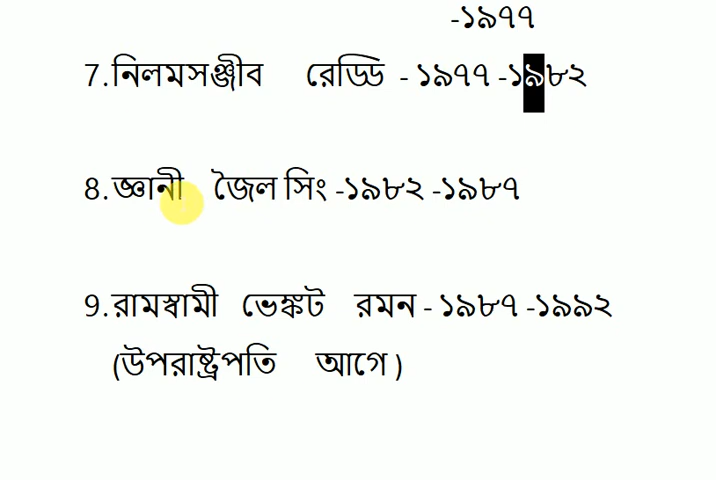 -১৯৭৭
7.নিলমসঞ্জীব রেড্ডি - ১৯৭৭ -১৯৮২
8.জ্ঞানী জৈল সিং -১৯৮২ -১৯৮৭
9.রামস্বামী ভেঙ্কট রমন - ১৯৮৭ -১৯৯২
(উপরাষ্ট্রপতি আগে )